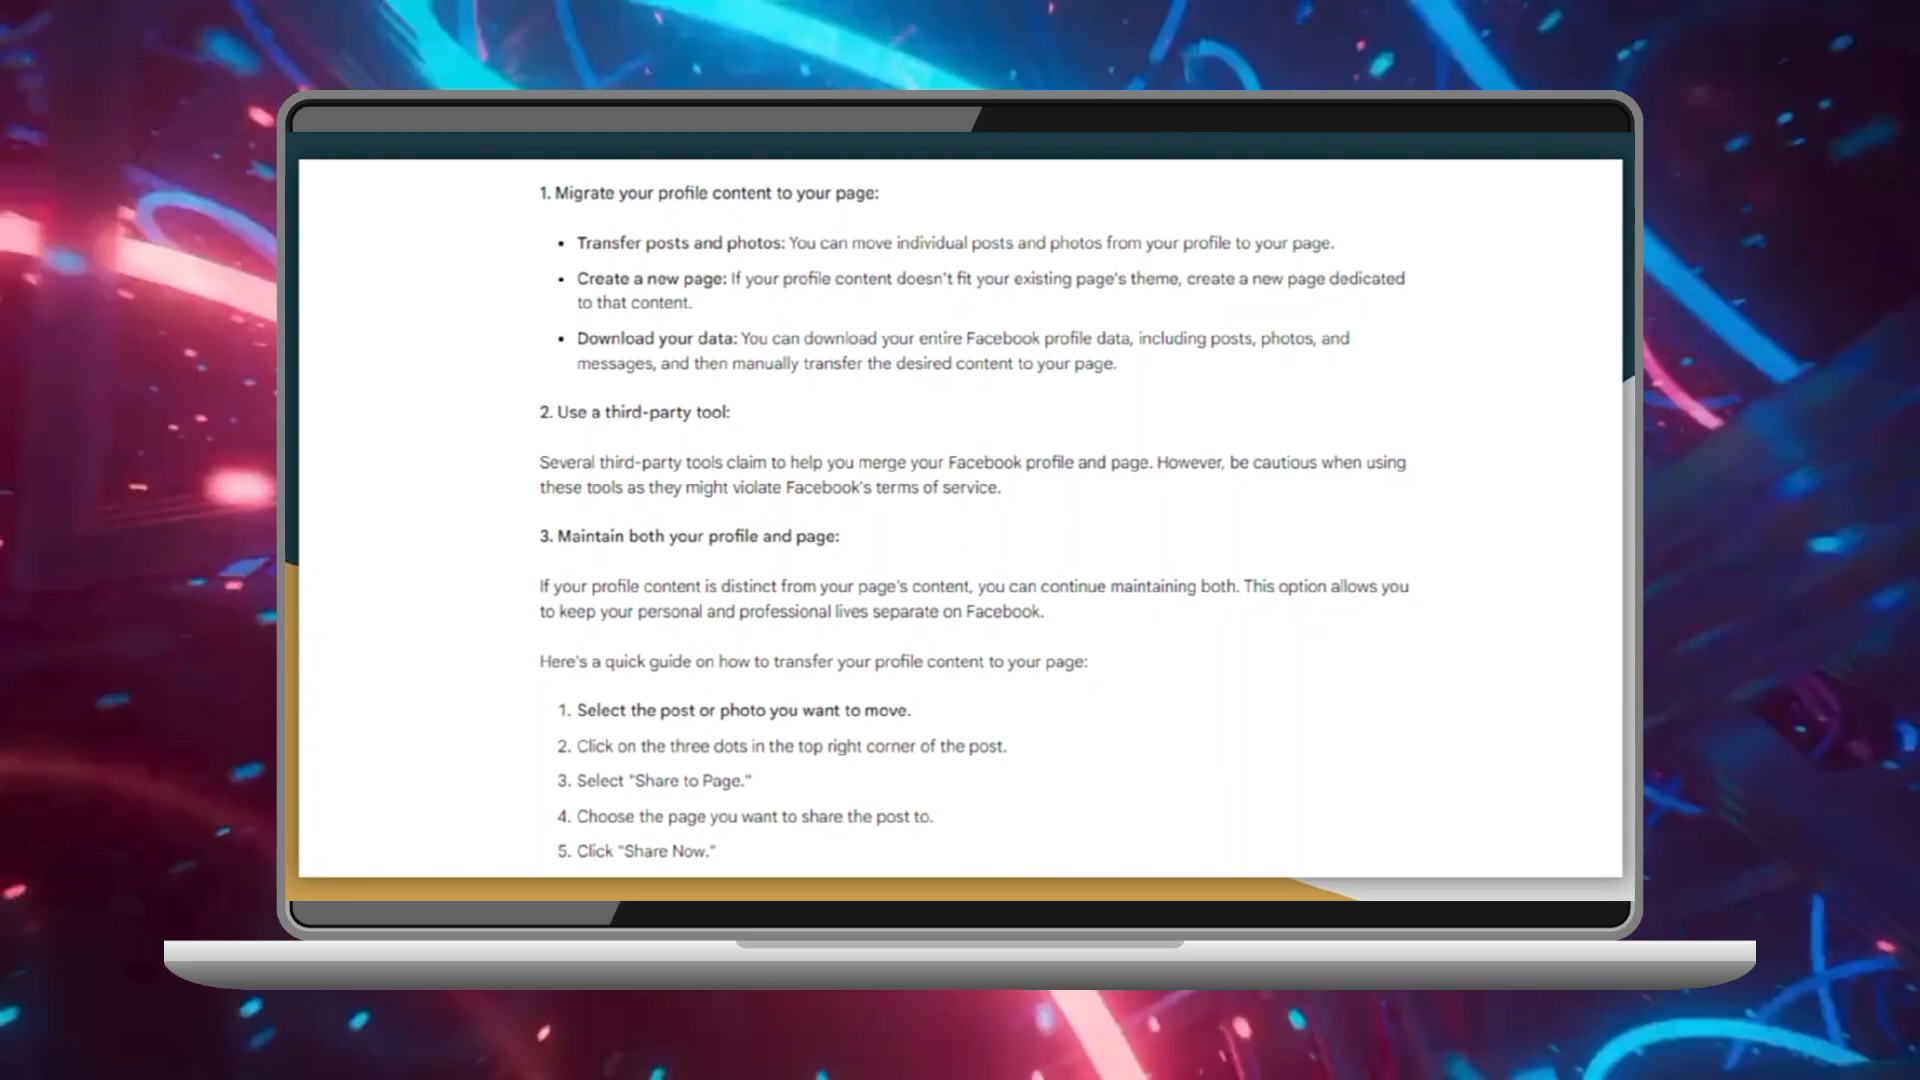 1. Migrate your profile content to your page:
• Transfer posts and photos: You can move individual posts and photos from your profile to your page.
• Create a new page: If your profile content doesn't fit your existing page's theme, create a new page dedicated
to that content.
• Download your data: You can download your entire Facebook profile data, including posts, photos, and
messages, and then manually transfer the desired content to your page.
2. Use a third-party tool:
Several third-party tools claim to help you merge your Facebook profile and page. However, be cautious when using
these tools as they might violate Facebook's terms of service.
3. Maintain both your profile and page:
If your profile content is distinct from your page's content, you can continue maintaining both. This option allows you
to keep your personal and professional lives separate on Facebook.
Here's a quick guide on how to transfer your profile content to your page:
1. Select the post or photo you want to move.
2. Click on the three dots in the top right corner of the post.
3. Select "Share to Page."
4. Choose the page you want to share the post to.
5. Click "Share Now."